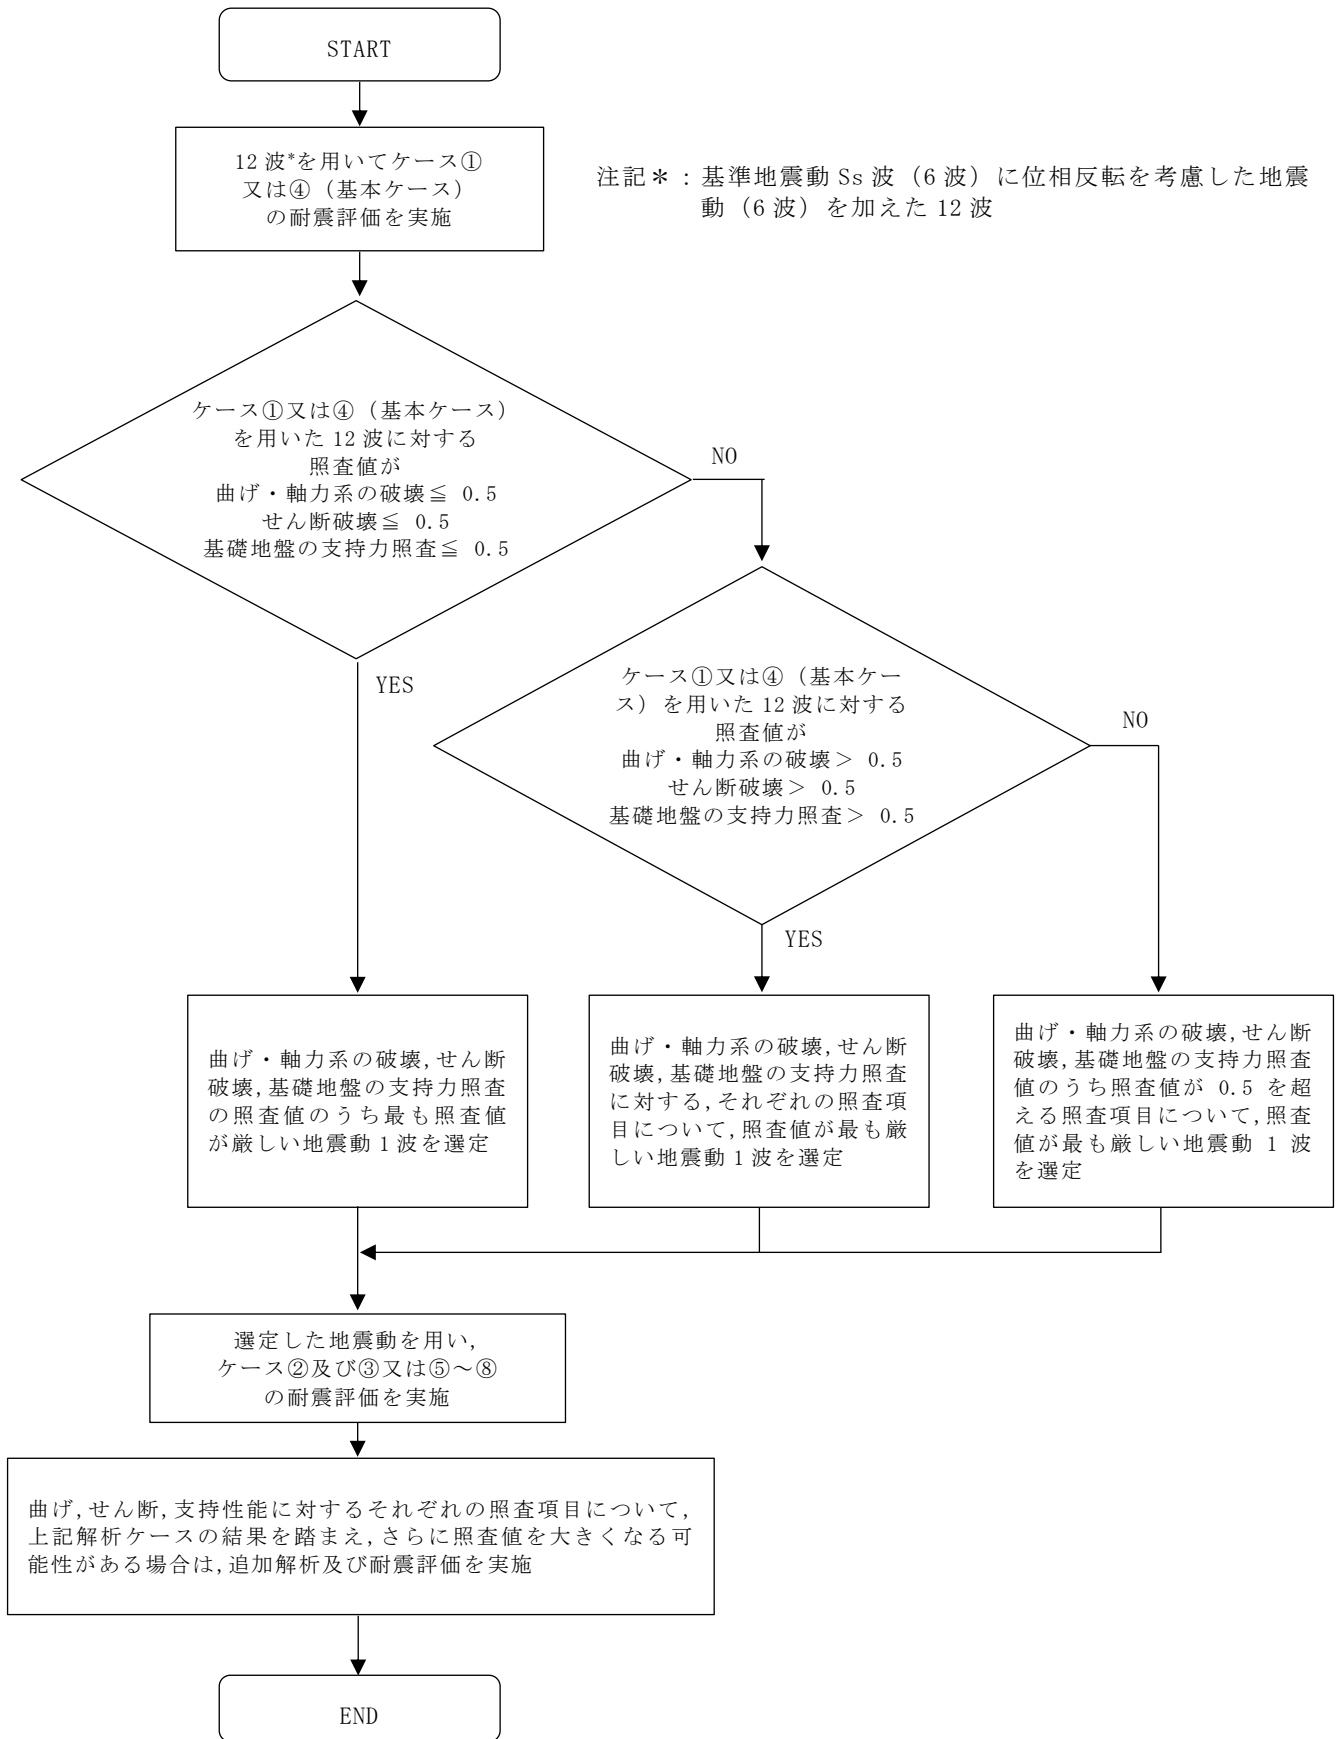 START
12 波*を用いてケース①
又は④（基本ケース）
の耐震評価を実施
注記＊：基準地震動 Ss 波（6 波）に位相反転を考慮した地震
動（6 波）を加えた 12 波
ケース①又は④（基本ケース）
を用いた 12 波に対する
照査値が
曲げ・軸力系の破壊≦ 0.5
せん断破壊≦ 0.5
基礎地盤の支持力照査≦ 0.5
NO
YES
ケース①又は④（基本ケー
ス）を用いた 12 波に対する
照査値が
曲げ・軸力系の破壊＞ 0.5
せん断破壊＞ 0.5
基礎地盤の支持力照査＞ 0.5
NO
YES
曲げ・軸力系の破壊,せん断
破壊,基礎地盤の支持力照査
の照査値のうち最も照査値
が厳しい地震動 1 波を選定
曲げ・軸力系の破壊,せん断
破壊,基礎地盤の支持力照査
に対する,それぞれの照査項
目について,照査値が最も厳
しい地震動 1 波を選定
曲げ・軸力系の破壊,せん断
破壊,基礎地盤の支持力照査
値のうち照査値が 0.5 を超
える照査項目について,照査
値が最も厳しい地震動 1 波
を選定
選定した地震動を用い,
ケース②及び③又は⑤～⑧
の耐震評価を実施
曲げ,せん断,支持性能に対するそれぞれの照査項目について,
上記解析ケースの結果を踏まえ,さらに照査値を大きくなる可
能性がある場合は,追加解析及び耐震評価を実施
END